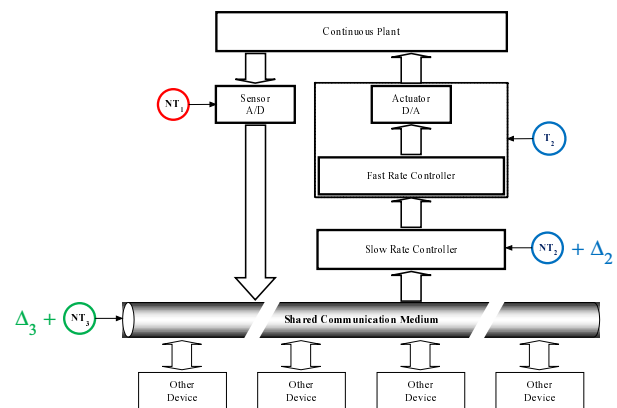 Continuous Plant
Sensor
A/D
Actuator
D/A
NT1
T2
Fast Rate Controller
Slow Rate Controller
NT2 + Δ2
Δ3 + NT3
Shared Communication Medium
Other
Device
Other
Device
Other
Device
Other
Device